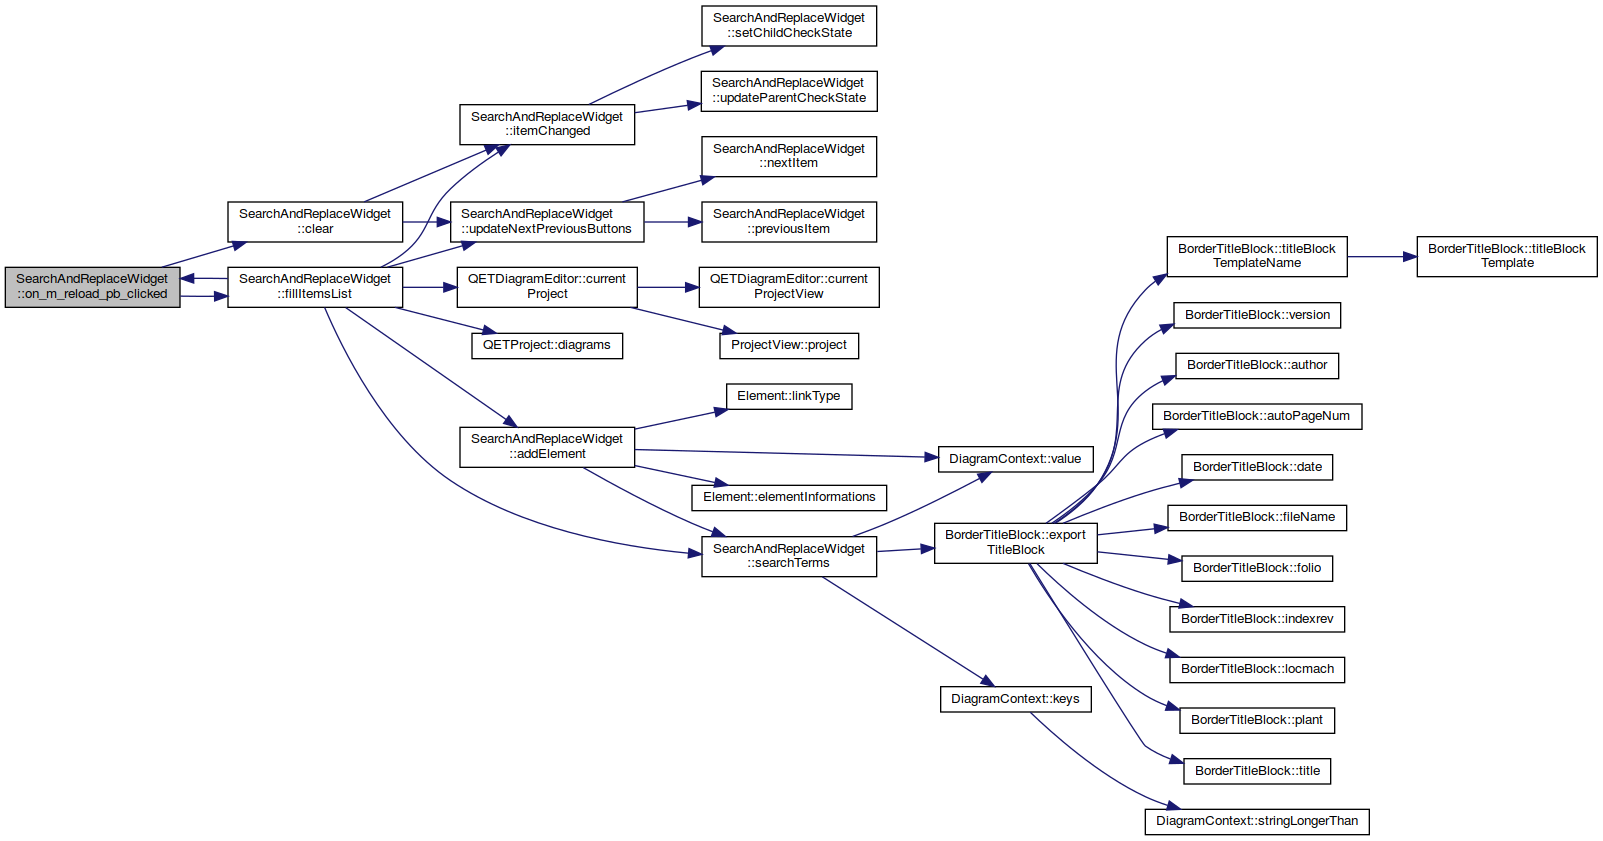 SearchAndReplaceWidget
::on_m_reload_pb_clicked
SearchAndReplaceWidget
::clear
SearchAndReplaceWidget
::fillItemsList
SearchAndReplaceWidget
::itemChanged
SearchAndReplaceWidget
::updateNextPreviousButtons
QETDiagramEditor::current
Project
QETProject::diagrams
SearchAndReplaceWidget
::addElement
SearchAndReplaceWidget
::setChildCheckState
SearchAndReplaceWidget
::updateParentCheckState
SearchAndReplaceWidget
::nextItem
SearchAndReplaceWidget
::previousItem
QETDiagramEditor::current
ProjectView
ProjectView::project
Element::linkType
Element::elementInformations
SearchAndReplaceWidget
::searchTerms
DiagramContext::value
BorderTitleBlock::export
TitleBlock
DiagramContext::keys
BorderTitleBlock::titleBlock
TemplateName
BorderTitleBlock::version
BorderTitleBlock::author
BorderTitleBlock::autoPageNum
BorderTitleBlock::date
BorderTitleBlock::fileName
BorderTitleBlock::folio
BorderTitleBlock::indexrev
BorderTitleBlock::locmach
BorderTitleBlock::plant
BorderTitleBlock::title
DiagramContext::stringLongerThan
BorderTitleBlock::titleBlock
Template